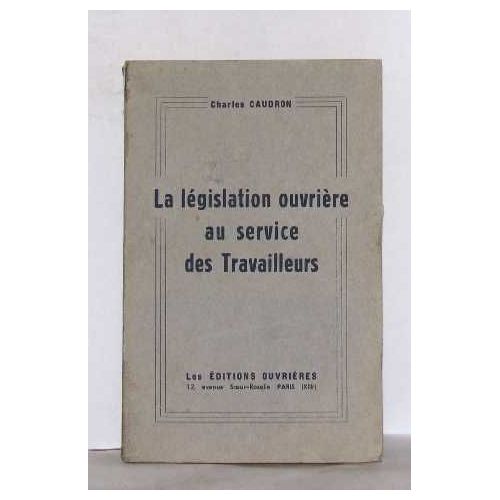 Charles CAUDRON
La législation ouvrière
au service
des Travailleurs
Les ÉDITIONS OUVRIÈRES
12, avenue Sœur-Rosalie PARIS (XIIIe)